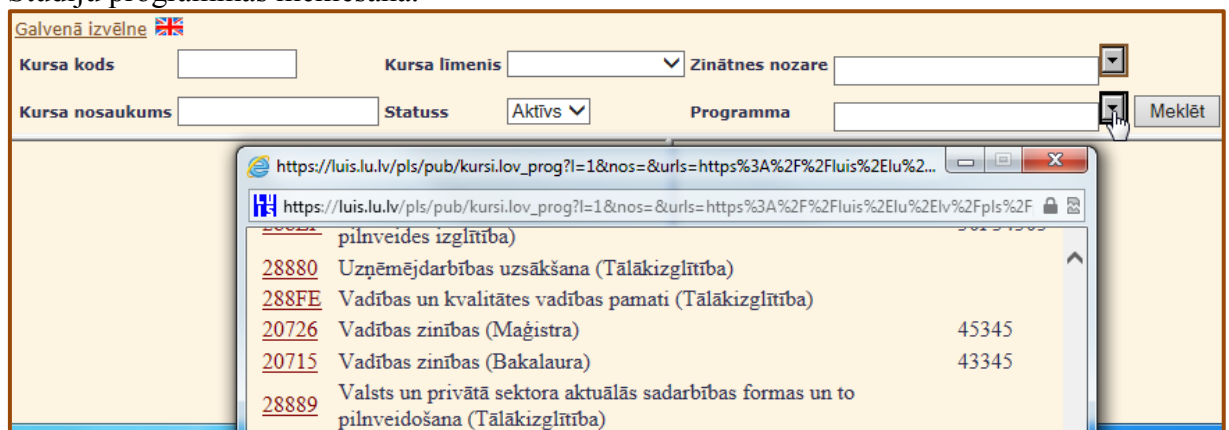 Galvenā izvēlne
Kursa kods Kursa līmenis Zinātnes nozare
Kursa nosaukums Statuss Aktīvs Programma Meklēt
https://luis.lu.lv/pls/pub/kursi.lov_prog?l=1&nos=&urls=https%3A%2F%2Fluis%2Elu%2...
https://luis.lu.lv/pls/pub/kursi.lov_prog?l=1&nos=&urls=https%3A%2F%2Fluis%2Elu%2Elv%2Fpls%2F
pilnveides izglītība)
28880 Uzņēmējdarbības uzsākšana (Tālākizglītība)
288FE Vadības un kvalitātes vadības pamati (Tālākizglītība)
20726 Vadības zinības (Maģistra) 45345
20715 Vadības zinības (Bakalaura) 43345
28889 Valsts un privātā sektora aktuālās sadarbības formas un to
pilnveidošana (Tālākizglītība)